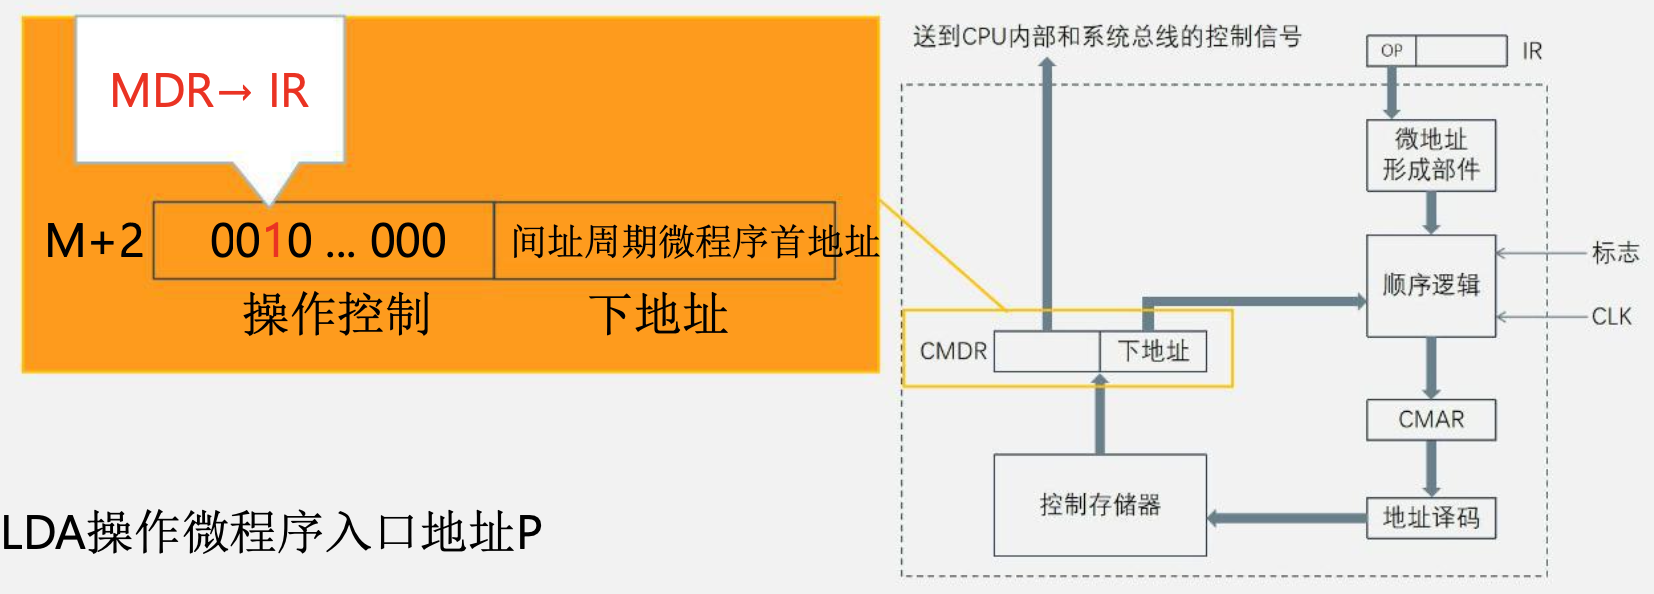 MDR→ IR
M+2
0010 ... 000
间址周期微程序首地址
操作控制
下地址
LDA操作微程序入口地址P
送到CPU内部和系统总线的控制信号
OP
IR
微地址
形成部件
顺序逻辑
标志
CLK
CMDR
下地址
CMAR
控制存储器
地址译码